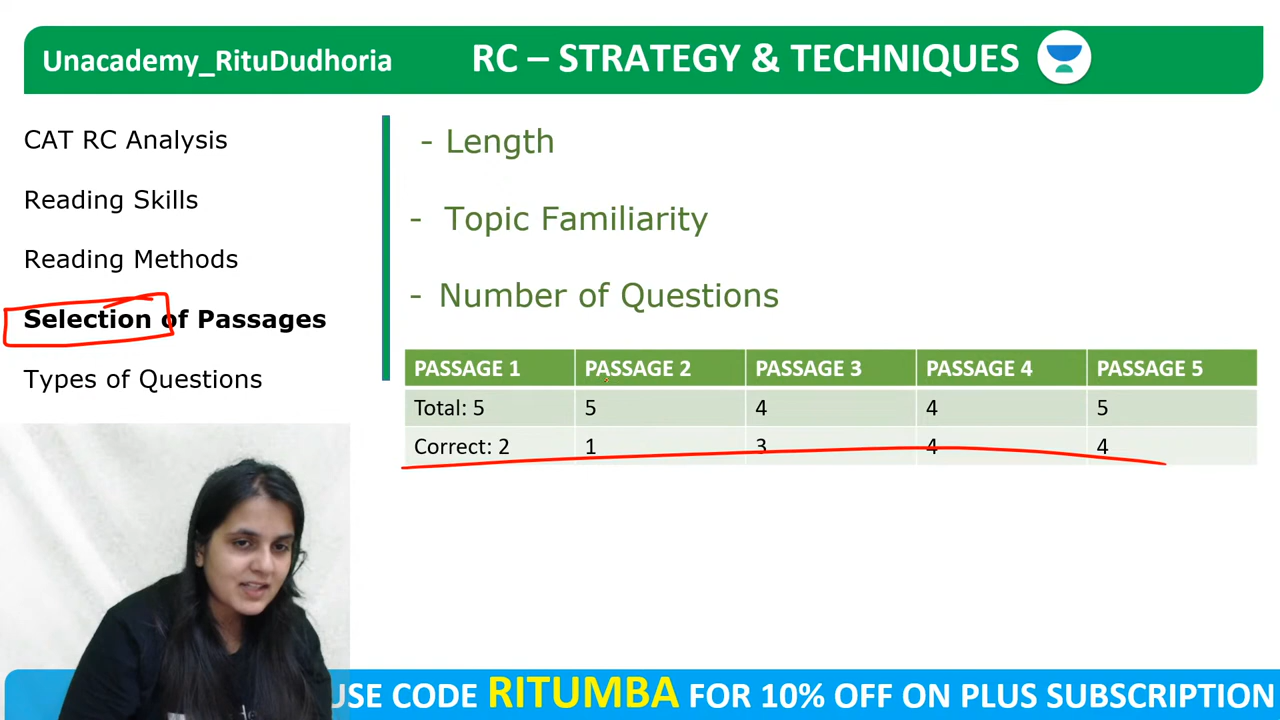 Unacademy_RituDudhoria
RC – STRATEGY & TECHNIQUES
CAT RC Analysis
Reading Skills
Reading Methods
Selection of Passages
Types of Questions
- Length
- Topic Familiarity
- Number of Questions
PASSAGE 1 PASSAGE 2 PASSAGE 3 PASSAGE 4 PASSAGE 5
Total: 5 5 4 4 5
Correct: 2 1 3 4 4
USE CODE RITUMBA FOR 10% OFF ON PLUS SUBSCRIPTION